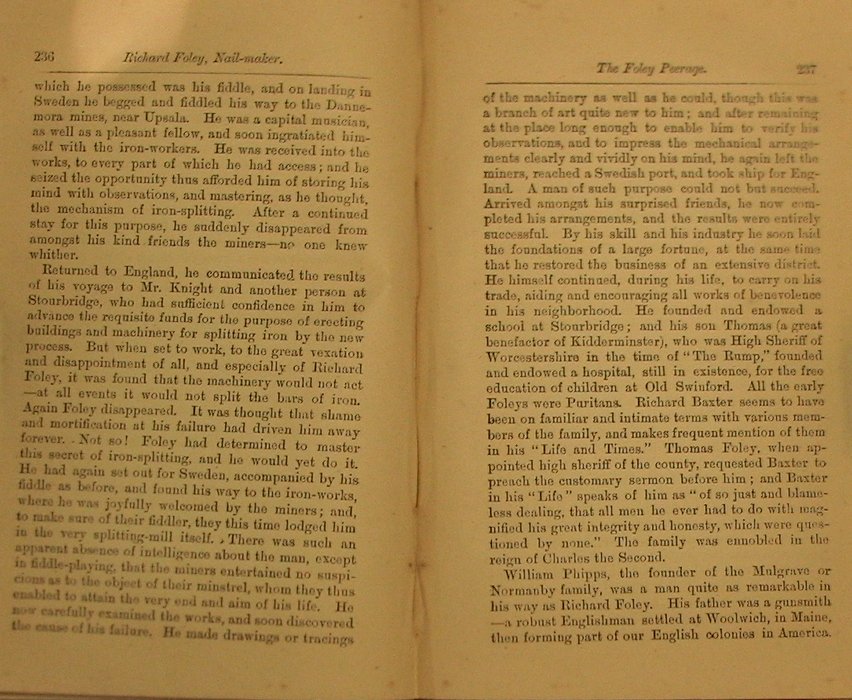 236 Richard Foley, Nail-maker.
which he possessed was his fiddle, and on landing in
Sweden he begged and fiddled his way to the Danne-
mora mines, near Upsala. He was a capital musician,
as well as a pleasant fellow, and soon ingratiated him-
self with the iron-workers. He was received into the
works, to every part of which he had access; and he
seized the opportunity thus afforded him of storing his
mind with observations, and mastering, as he thought,
the mechanism of iron-splitting. After a continued
stay for this purpose, he suddenly disappeared from
amongst his kind friends the miners—no one knew
whither.
Returned to England, he communicated the results
of his voyage to Mr. Knight and another person at
Stourbridge, who had sufficient confidence in him to
advance the requisite funds for the purpose of erecting
buildings and machinery for splitting iron by the new
process. But when set to work, to the great vexation
and disappointment of all, and especially of Richard
Foley, it was found that the machinery would not act
—at all events it would not split the bars of iron.
Again Foley disappeared. It was thought that shame
and mortification at his failure had driven him away
forever. Not so! Foley had determined to master
this secret of iron-splitting, and he would yet do it.
He had again set out for Sweden, accompanied by his
fiddle as before, and found his way to the iron-works,
where he was joyfully welcomed by the miners; and,
to make sure of their fiddler, they this time lodged him
in the very splitting-mill itself. There was such an
apparent absence of intelligence about the man, except
in fiddle-playing, that the miners entertained no suspi-
cions as to the object of their minstrel, whom they thus
enabled to attain the very end and aim of his life. He
now carefully examined the works, and soon discovered
the cause of his failure. He made drawings or tracings
The Foley Peerage. 237
of the machinery as well as he could, though this was
a branch of art quite new to him; and after remaining
at the place long enough to enable him to verify his
observations, and to impress the mechanical arrange-
ments clearly and vividly on his mind, he again left the
miners, reached a Swedish port, and took ship for Eng-
land. A man of such purpose could not but succeed.
Arrived amongst his surprised friends, he now com-
pleted his arrangements, and the results were entirely
successful. By his skill and his industry he soon laid
the foundations of a large fortune, at the same time
that he restored the business of an extensive district.
He himself continued, during his life, to carry on his
trade, aiding and encouraging all works of benevolence
in his neighborhood. He founded and endowed a
school at Stourbridge; and his son Thomas (a great
benefactor of Kidderminster), who was High Sheriff of
Worcestershire in the time of "The Rump," founded
and endowed a hospital, still in existence, for the free
education of children at Old Swinford. All the early
Foleys were Puritans. Richard Baxter seems to have
been on familiar and intimate terms with various mem-
bers of the family, and makes frequent mention of them
in his "Life and Times." Thomas Foley, when ap-
pointed high sheriff of the county, requested Baxter to
preach the customary sermon before him; and Baxter
in his "Life" speaks of him as "of so just and blame-
less dealing, that all men he ever had to do with mag-
nified his great integrity and honesty, which were ques-
tioned by none." The family was ennobled in the
reign of Charles the Second.
William Phipps, the founder of the Mulgrave or
Normanby family, was a man quite as remarkable in
his way as Richard Foley. His father was a gunsmith
—a robust Englishman settled at Woolwich, in Maine,
then forming part of our English colonies in America.